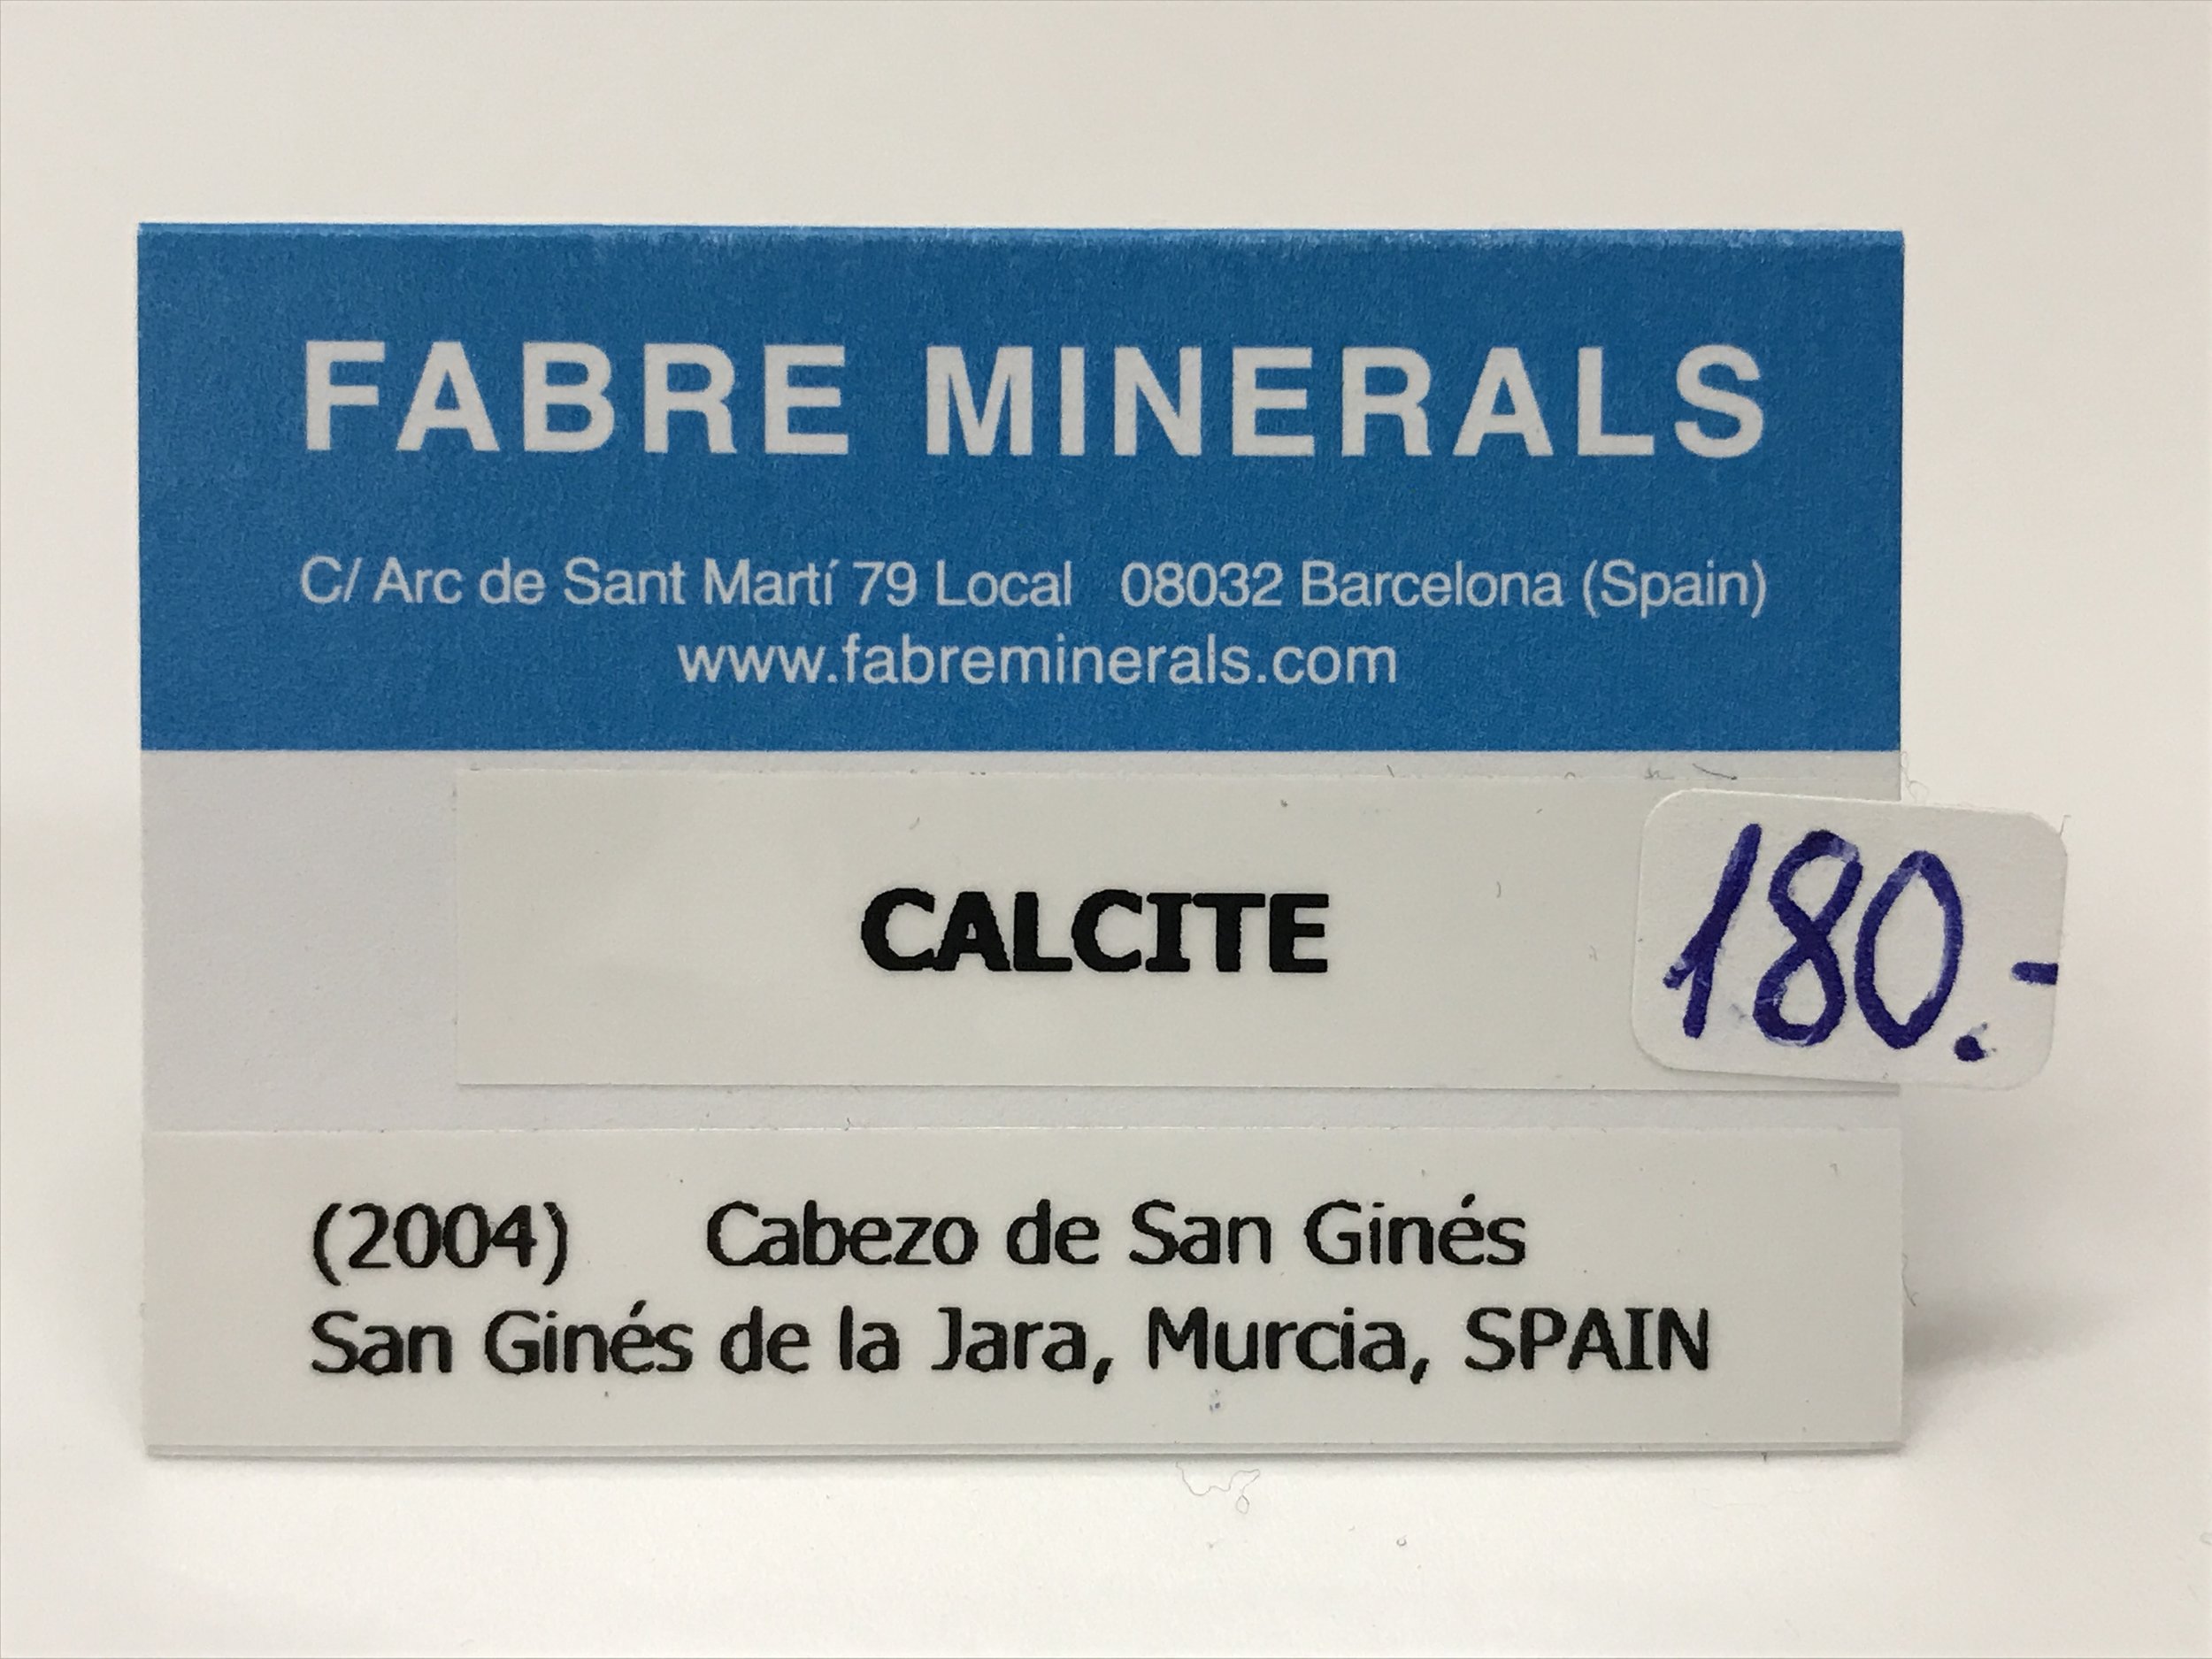 FABRE MINERALS
C/ Arc de Sant Martí 79 Local 08032 Barcelona (Spain)
www.fabreminerals.com
CALCITE
180.-
(2004) Cabezo de San Ginés
San Ginés de la Jara, Murcia, SPAIN